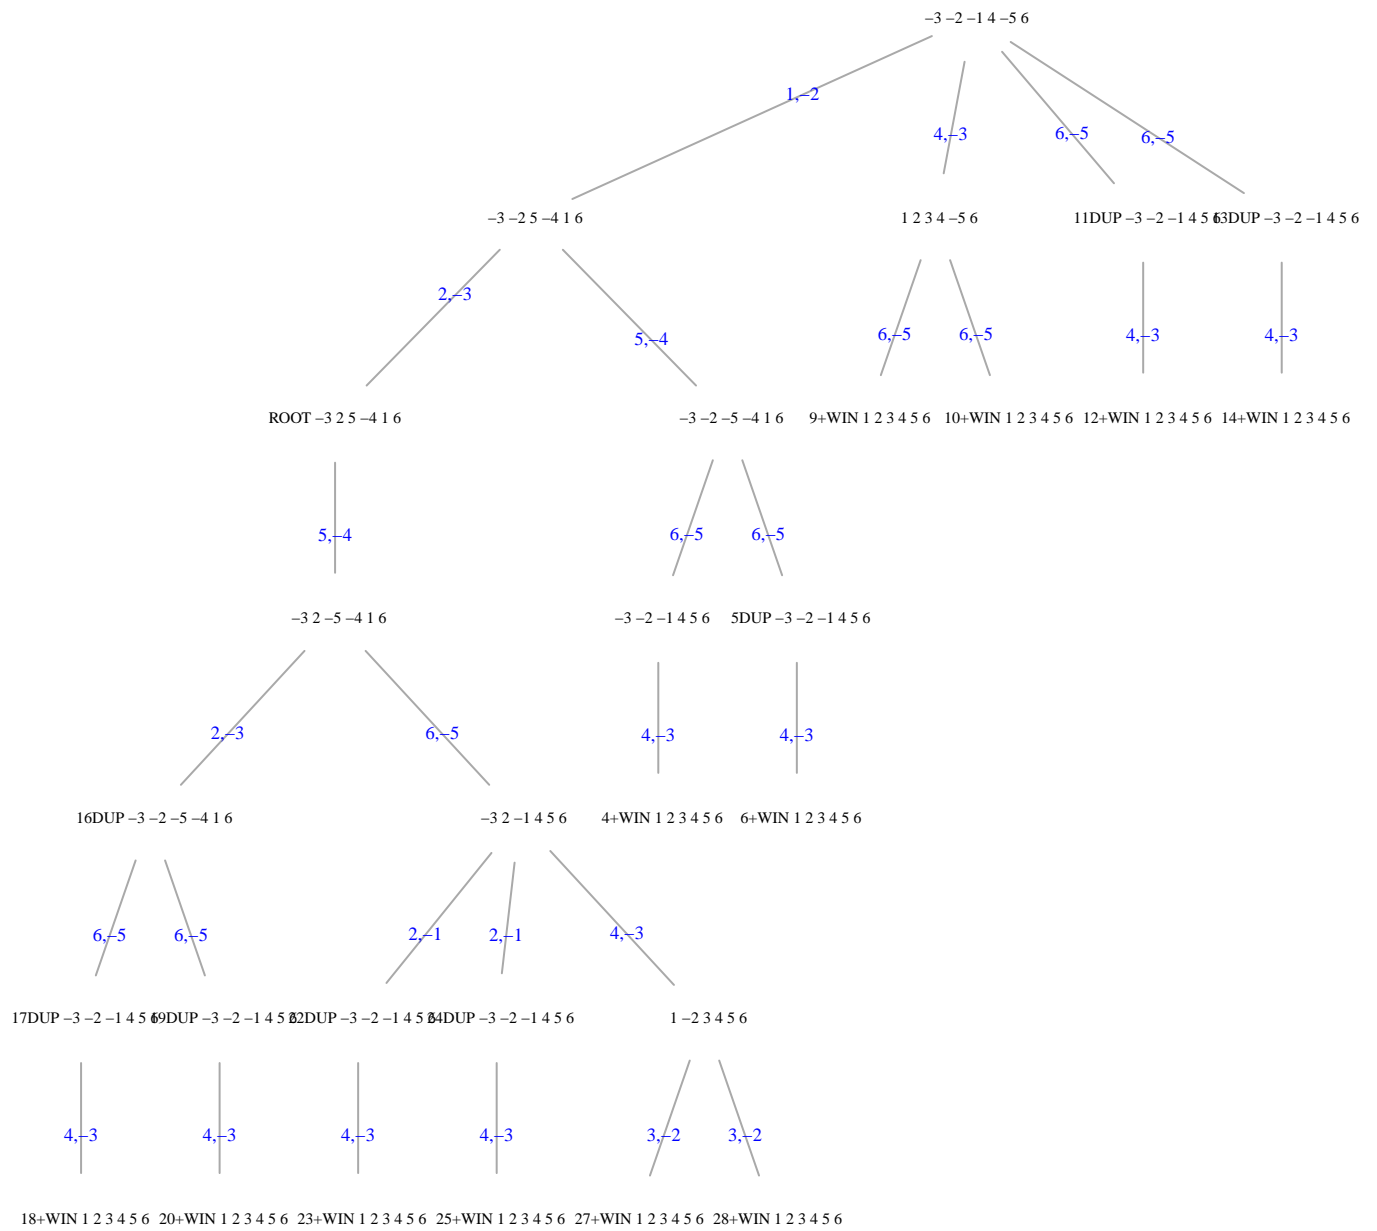 −3 −2 −1 4 −5 6
1,−2
4,−3
6,−5
6,−5
−3 −2 5 −4 1 6
1 2 3 4 −5 6
11DUP −3 −2 −1 4 5 6
13DUP −3 −2 −1 4 5 6
2,−3
5,−4
6,−5
6,−5
4,−3
4,−3
ROOT −3 2 5 −4 1 6
−3 −2 −5 −4 1 6
9+WIN 1 2 3 4 5 6
10+WIN 1 2 3 4 5 6
12+WIN 1 2 3 4 5 6
14+WIN 1 2 3 4 5 6
5,−4
6,−5
6,−5
−3 2 −5 −4 1 6
−3 −2 −1 4 5 6
5DUP −3 −2 −1 4 5 6
2,−3
6,−5
4,−3
4,−3
16DUP −3 −2 −5 −4 1 6
−3 2 −1 4 5 6
4+WIN 1 2 3 4 5 6
6+WIN 1 2 3 4 5 6
6,−5
6,−5
2,−1
2,−1
4,−3
17DUP −3 −2 −1 4 5 6
19DUP −3 −2 −1 4 5 6
22DUP −3 −2 −1 4 5 6
24DUP −3 −2 −1 4 5 6
1 −2 3 4 5 6
4,−3
4,−3
4,−3
4,−3
3,−2
3,−2
18+WIN 1 2 3 4 5 6
20+WIN 1 2 3 4 5 6
23+WIN 1 2 3 4 5 6
25+WIN 1 2 3 4 5 6
27+WIN 1 2 3 4 5 6
28+WIN 1 2 3 4 5 6